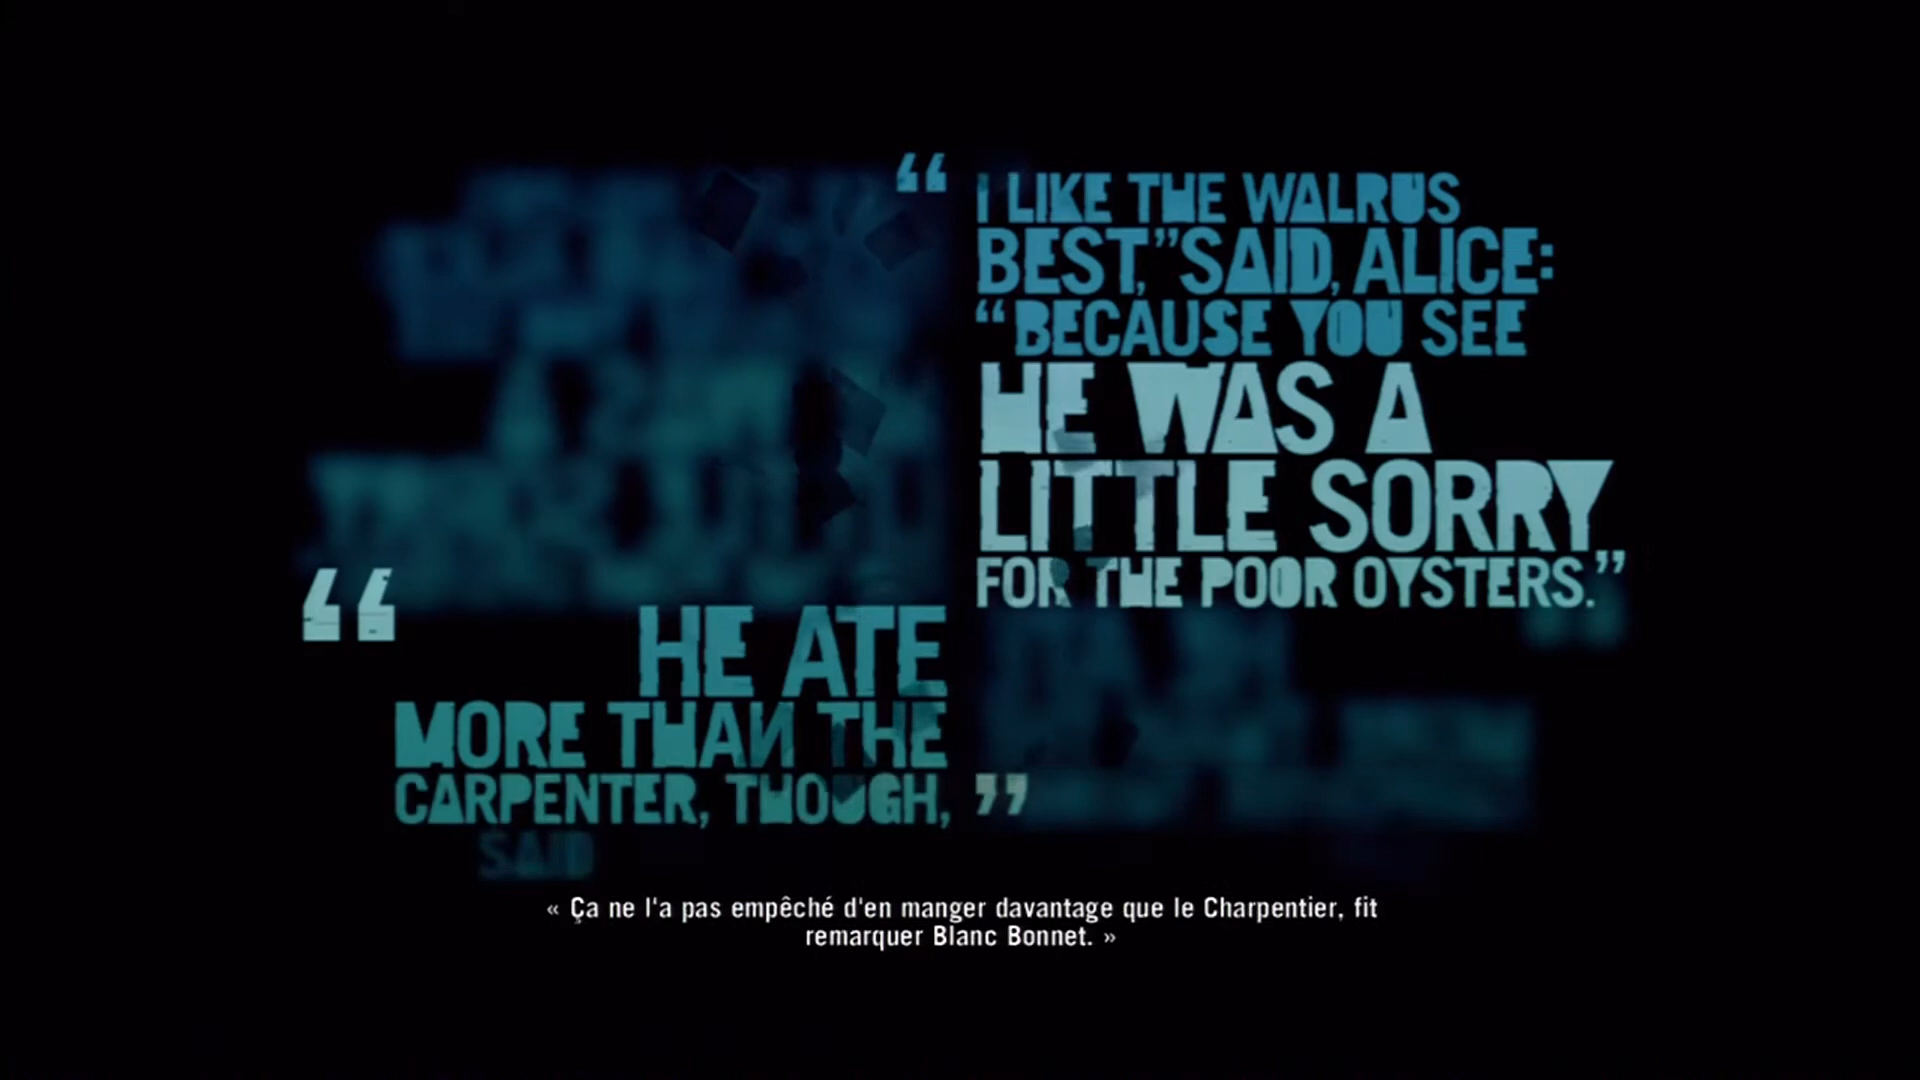 “ I LIKE THE WALRUS
BEST,” SAID, ALICE:
“BECAUSE YOU SEE
HE WAS A
LITTLE SORRY
FOR THE POOR OYSTERS.”
“ HE ATE
MORE THAN THE
CARPENTER, THOUGH, ”
SAID
« Ça ne l'a pas empêché d'en manger davantage que le Charpentier, fit
remarquer Blanc Bonnet. »